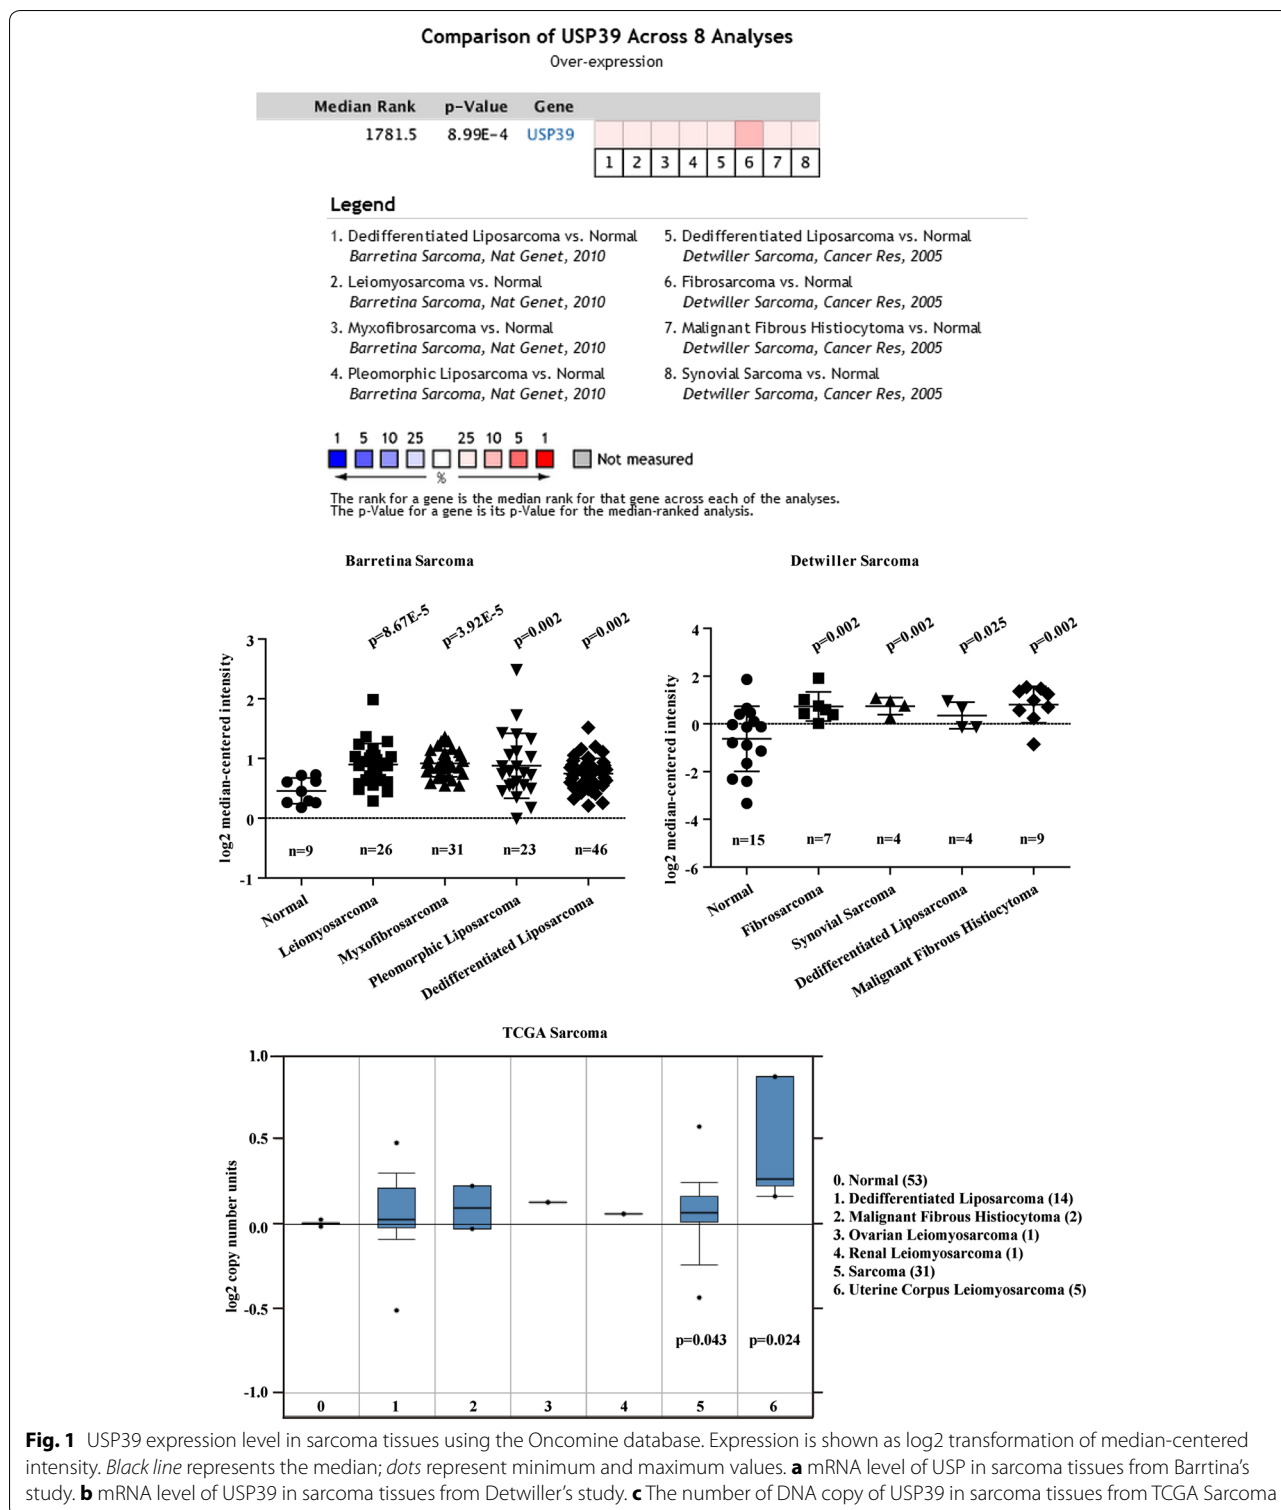 Comparison of USP39 Across 8 Analyses
Over-expression
Median Rank p-Value Gene
1781.5 8.99E-4 USP39
1 2 3 4 5 6 7 8
Legend
1. Dedifferentiated Liposarcoma vs. Normal
Barretina Sarcoma, Nat Genet, 2010
2. Leiomyosarcoma vs. Normal
Barretina Sarcoma, Nat Genet, 2010
3. Myxofibrosarcoma vs. Normal
Barretina Sarcoma, Nat Genet, 2010
4. Pleomorphic Liposarcoma vs. Normal
Barretina Sarcoma, Nat Genet, 2010
5. Dedifferentiated Liposarcoma vs. Normal
Detwiller Sarcoma, Cancer Res, 2005
6. Fibrosarcoma vs. Normal
Detwiller Sarcoma, Cancer Res, 2005
7. Malignant Fibrous Histiocytoma vs. Normal
Detwiller Sarcoma, Cancer Res, 2005
8. Synovial Sarcoma vs. Normal
Detwiller Sarcoma, Cancer Res, 2005
1 5 10 25 25 10 5 1
Not measured
%
The rank for a gene is the median rank for that gene across each of the analyses.
The p-Value for a gene is its p-Value for the median-ranked analysis.
Barretina Sarcoma
p=8.67E-5 p=3.92E-5 p=0.002 p=0.002
log2 median-centered intensity
3
2
1
0
-1
n=9 n=26 n=31 n=23 n=46
Normal
Leiomyosarcoma
Myxofibrosarcoma
Pleomorphic Liposarcoma
Dedifferentiated Liposarcoma
Detwiller Sarcoma
p=0.002 p=0.002 p=0.025 p=0.002
log2 median-centered intensity
4
2
0
-2
-4
-6
n=15 n=7 n=4 n=4 n=9
Normal
Fibrosarcoma
Synovial Sarcoma
Dedifferentiated Liposarcoma
Malignant Fibrous Histiocytoma
TCGA Sarcoma
log2 copy number units
1.0
0.5
0.0
-0.5
-1.0
p=0.043 p=0.024
0 1 2 3 4 5 6
0. Normal (53)
1. Dedifferentiated Liposarcoma (14)
2. Malignant Fibrous Histiocytoma (2)
3. Ovarian Leiomyosarcoma (1)
4. Renal Leiomyosarcoma (1)
5. Sarcoma (31)
6. Uterine Corpus Leiomyosarcoma (5)
Fig. 1 USP39 expression level in sarcoma tissues using the Oncomine database. Expression is shown as log2 transformation of median-centered
intensity. Black line represents the median; dots represent minimum and maximum values. a mRNA level of USP in sarcoma tissues from Barrtina's
study. b mRNA level of USP39 in sarcoma tissues from Detwiller's study. c The number of DNA copy of USP39 in sarcoma tissues from TCGA Sarcoma